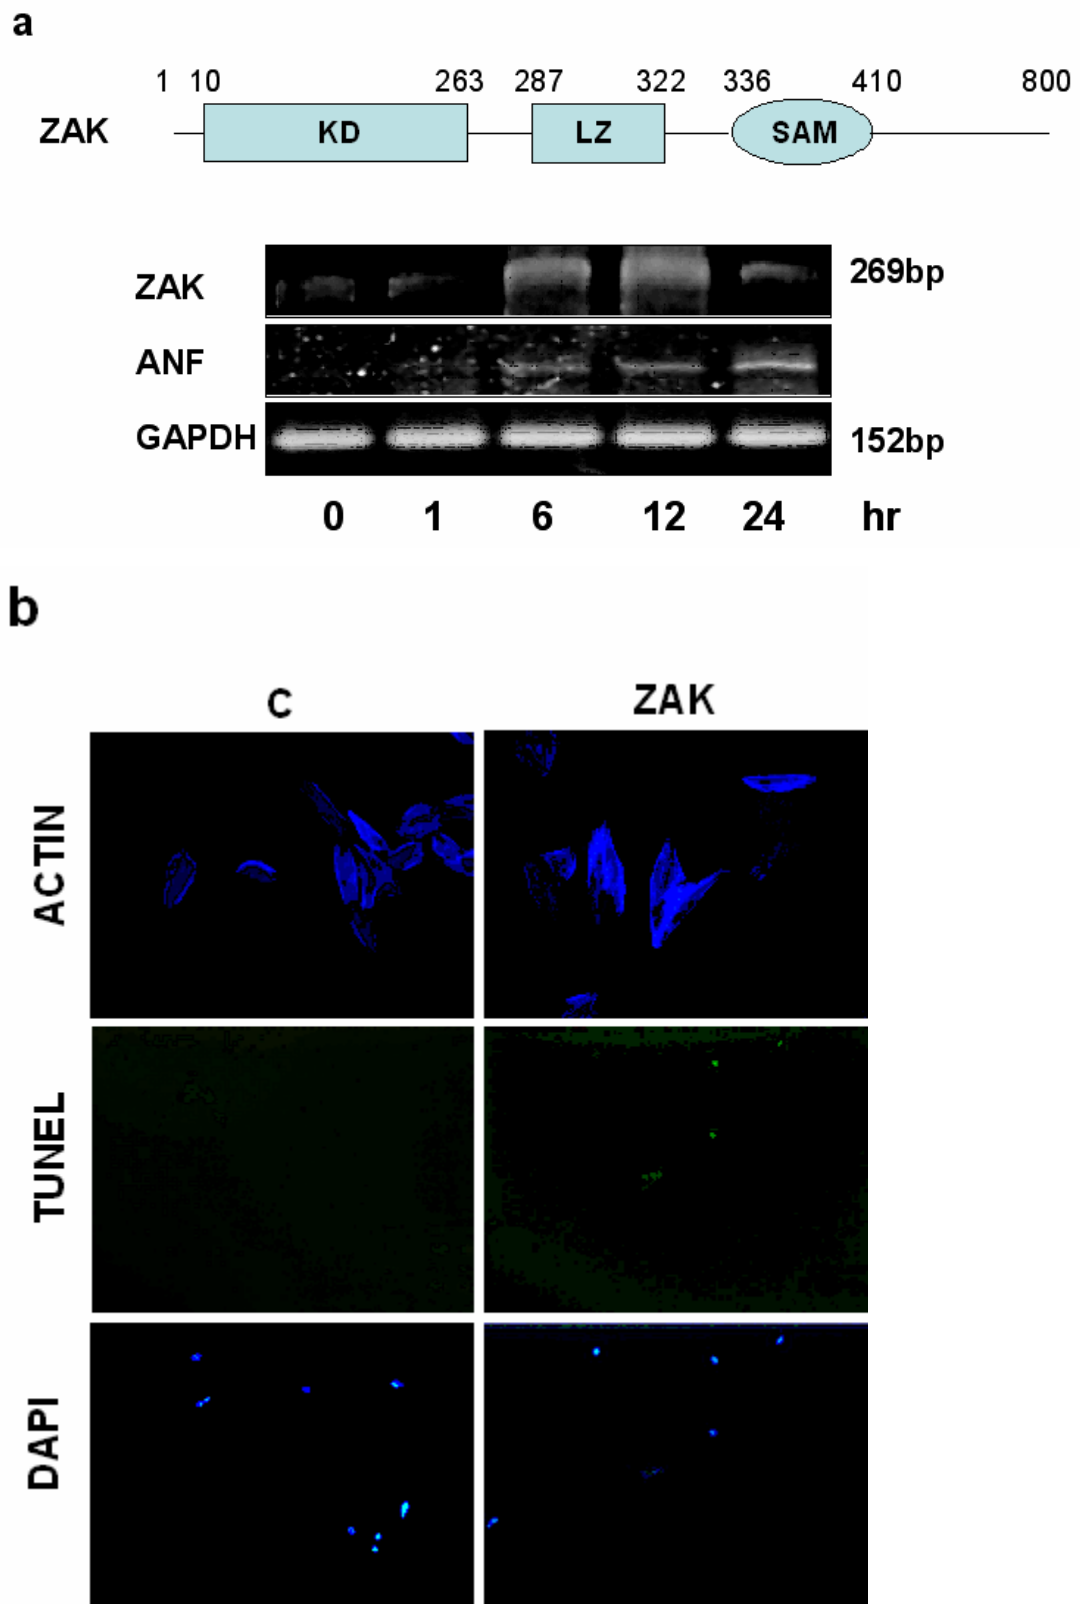 a
1 10 263 287 322 336 410 800
ZAK KD LZ SAM
ZAK 269bp
ANF
GAPDH 152bp
0 1 6 12 24 hr
b
C ZAK
ACTIN
TUNEL
DAPI